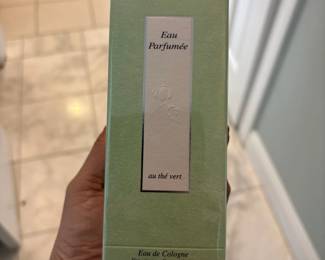 Eau
Parfumée
au thé vert
Eau de Cologne